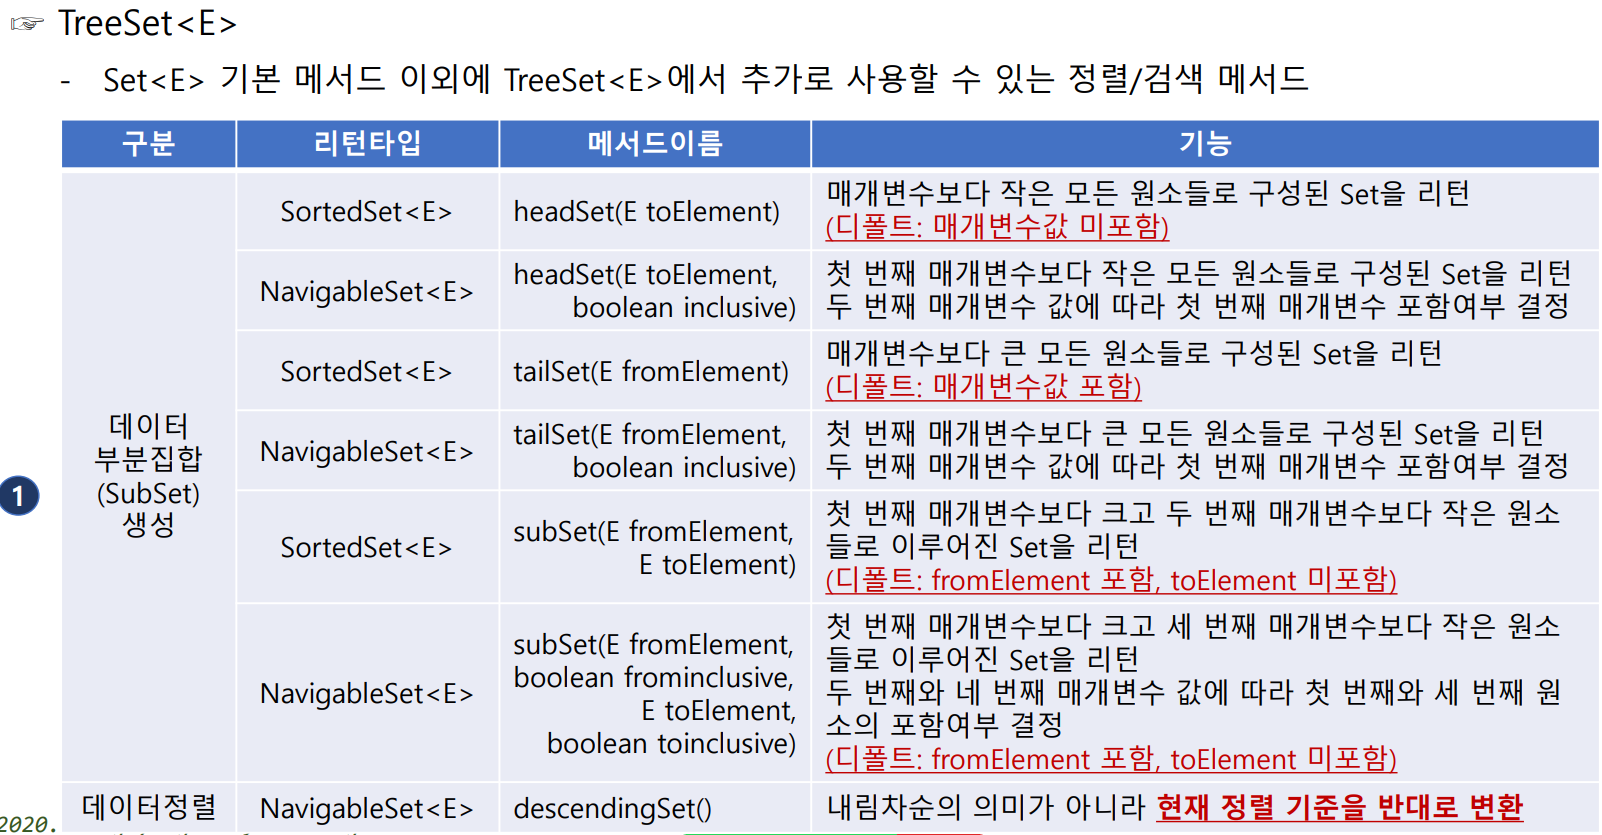 ☞ TreeSet<E>
- Set<E> 기본 메서드 이외에 TreeSet<E>에서 추가로 사용할 수 있는 정렬/검색 메서드
구분 리턴타입 메서드이름 기능
SortedSet<E> headSet(E toElement)
매개변수보다 작은 모든 원소들로 구성된 Set을 리턴
(디폴트: 매개변수값 미포함)
NavigableSet<E>
headSet(E toElement,
boolean inclusive)
첫 번째 매개변수보다 작은 모든 원소들로 구성된 Set을 리턴
두 번째 매개변수 값에 따라 첫 번째 매개변수 포함여부 결정
SortedSet<E> tailSet(E fromElement)
매개변수보다 큰 모든 원소들로 구성된 Set을 리턴
(디폴트: 매개변수값 포함)
1
데이터
부분집합
(SubSet)
생성
NavigableSet<E>
tailSet(E fromElement,
boolean inclusive)
첫 번째 매개변수보다 큰 모든 원소들로 구성된 Set을 리턴
두 번째 매개변수 값에 따라 첫 번째 매개변수 포함여부 결정
SortedSet<E>
subSet(E fromElement,
E toElement)
첫 번째 매개변수보다 크고 두 번째 매개변수보다 작은 원소
들로 이루어진 Set을 리턴
(디폴트: fromElement 포함, toElement 미포함)
NavigableSet<E>
subSet(E fromElement,
boolean frominclusive,
E toElement,
boolean toinclusive)
첫 번째 매개변수보다 크고 세 번째 매개변수보다 작은 원소
들로 이루어진 Set을 리턴
두 번째와 네 번째 매개변수 값에 따라 첫 번째와 세 번째 원
소의 포함여부 결정
(디폴트: fromElement 포함, toElement 미포함)
데이터정렬 NavigableSet<E> descendingSet() 내림차순의 의미가 아니라 현재 정렬 기준을 반대로 변환
2020.